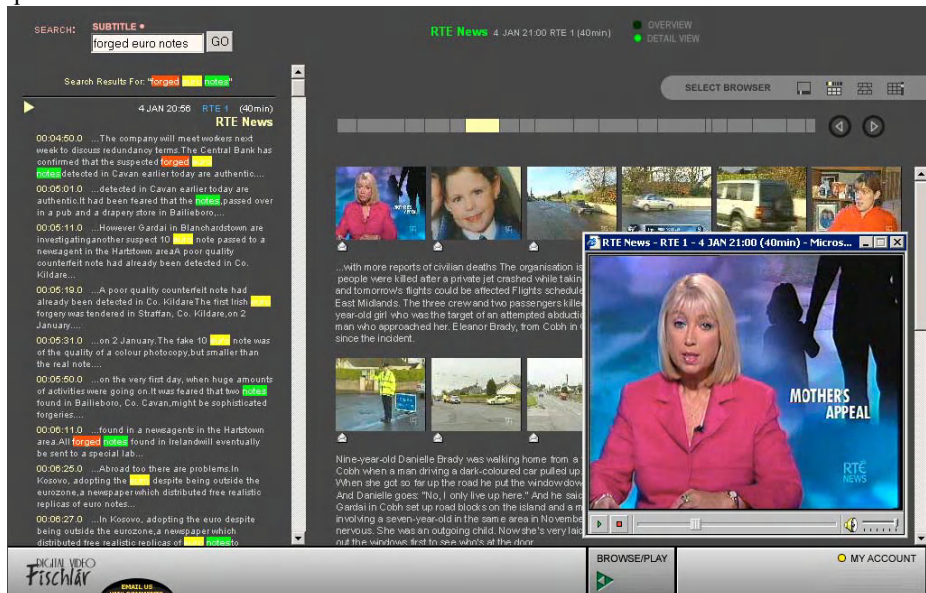 SEARCH:
SUBTITLE
forged euro notes
GO
RTE News 4 JAN 21:00 RTE 1 (40min)
OVERVIEW
DETAIL VIEW
Search Results For: "forged euro notes"
SELECT BROWSER
4 JAN 20:56 RTE 1 (40min)
RTE News
00:04:50.0 ...The company will meet workers next
week to discuss redundancy terms.The Central Bank has
confirmed that the suspected forged euro
notes detected in Cavan earlier today are authentic....
00:05:01.0 ...detected in Cavan earlier today are
authentic.It had been feared that the notes,passed over
in a pub and a drapery store in Bailieboro,...
00:05:11.0 ...However Gardai in Blanchardstown are
investigatinganother suspect 10 euro note passed to a
newsagent in the Hartstown areaA poor quality
counterfeit note had already been detected in Co.
Kildare...
00:05:19.0 ...A poor quality counterfeit note had
already been detected in Co. KildareThe first Irish euro
forgery was tendered in Straffan, Co. Kildare,on 2
January....
00:05:31.0 ...on 2 January.The fake 10 euro note was
of the quality of a colour photocopy,but smaller than
the real note....
00:05:50.0 ...on the very first day, when huge amounts
of activities were going on.It was feared that two notes
found in Bailieboro, Co. Cavan,might be sophisticated
forgeries....
00:06:11.0 ...found in a newsagents in the Hartstown
area.All forged notes found in Irelandwill eventually
be sent to a special lab...
00:06:25.0 ...Abroad too there are problems.In
Kosovo, adopting the euro despite being outside the
eurozone,a newspaper which distributed free realistic
replicas of euro notes...
00:06:27.0 ...In Kosovo, adopting the euro despite
being outside the eurozone,a newspaper which
distributed free realistic replicas of euro notes to
MOTHERS
APPEAL
...with more reports of civilian deaths The organisation is
people were killed after a private jet crashed while takin
and tomorrow's flights could be affected Flights schedule
East Midlands. The three crew and two passengers kille
year-old girl who was the target of an attempted abducti
man who approached her. Eleanor Brady, from Cobh in
since the incident.
Nine-year-old Danielle Brady was walking home from a
Cobh when a man driving a dark-coloured car pulled up.
When she got so far up the road he put the windowdow
And Danielle goes: "No, I only live up here." And he said
Gardai in Cobh set up road blocks on the island and a m
involving a seven-year-old in the same area in Novembe
nervous. She was an outgoing child. Now she's very laid
out the windows first to see who's at the door
RTE News - RTE 1 - 4 JAN 21:00 (40min) - Micros...
MOTHERS
APPEAL
RTÉ
NEWS
DIGITAL VIDEO
Físchlár
EMAIL US
BROWSE/PLAY
MY ACCOUNT